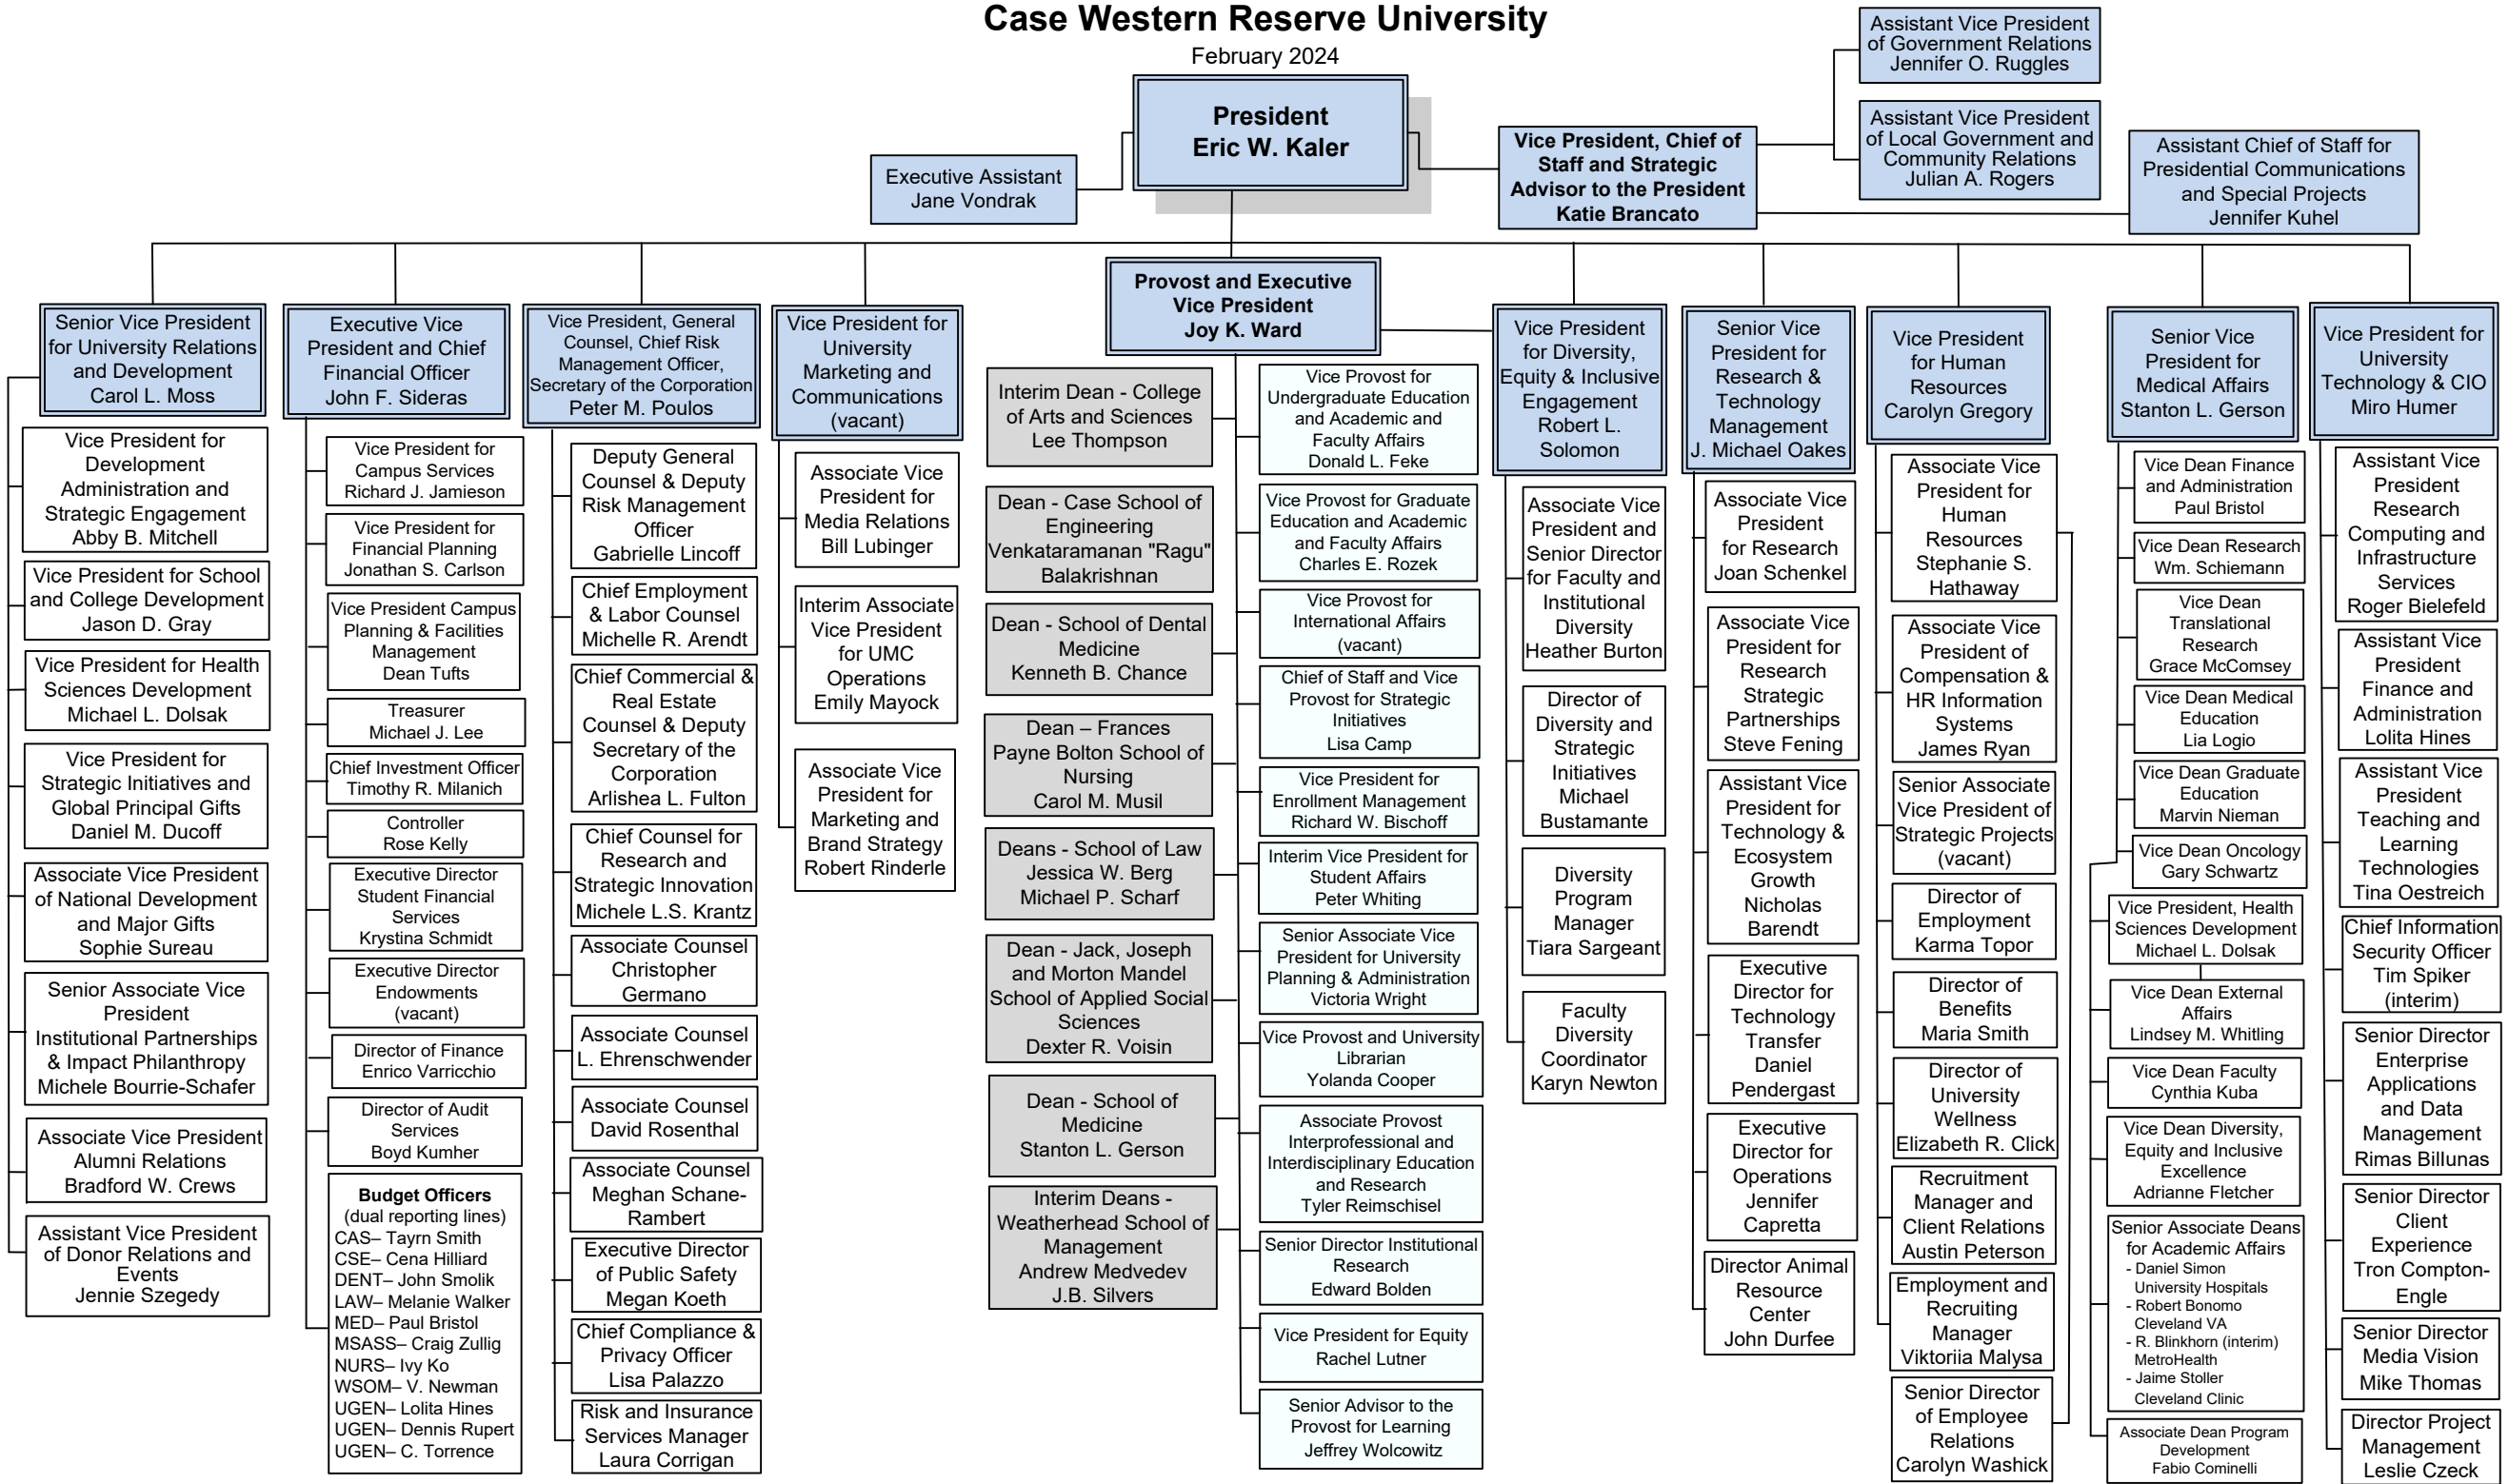 Case Western Reserve University
February 2024
President
Eric W. Kaler
Executive Assistant
Jane Vondrak
Vice President, Chief of
Staff and Strategic
Advisor to the President
Katie Brancato
Assistant Vice President
of Government Relations
Jennifer O. Ruggles
Assistant Vice President
of Local Government and
Community Relations
Julian A. Rogers
Assistant Chief of Staff for
Presidential Communications
and Special Projects
Jennifer Kuhel
Senior Vice President
for University Relations
and Development
Carol L. Moss
Vice President for
Development
Administration and
Strategic Engagement
Abby B. Mitchell
Vice President for School
and College Development
Jason D. Gray
Vice President for Health
Sciences Development
Michael L. Dolsak
Vice President for
Strategic Initiatives and
Global Principal Gifts
Daniel M. Ducoff
Associate Vice President
of National Development
and Major Gifts
Sophie Sureau
Senior Associate Vice
President
Institutional Partnerships
& Impact Philanthropy
Michele Bourrie-Schafer
Associate Vice President
Alumni Relations
Bradford W. Crews
Assistant Vice President
of Donor Relations and
Events
Jennie Szegedy
Executive Vice
President and Chief
Financial Officer
John F. Sideras
Vice President for
Campus Services
Richard J. Jamieson
Vice President for
Financial Planning
Jonathan S. Carlson
Vice President Campus
Planning & Facilities
Management
Dean Tufts
Treasurer
Michael J. Lee
Chief Investment Officer
Timothy R. Milanich
Controller
Rose Kelly
Executive Director
Student Financial
Services
Krystina Schmidt
Executive Director
Endowments
(vacant)
Director of Finance
Enrico Varricchio
Director of Audit
Services
Boyd Kumher
Budget Officers
(dual reporting lines)
CAS– Tayrn Smith
CSE– Cena Hilliard
DENT– John Smolik
LAW– Melanie Walker
MED– Paul Bristol
MSASS– Craig Zullig
NURS– Ivy Ko
WSOM– V. Newman
UGEN– Lolita Hines
UGEN– Dennis Rupert
UGEN– C. Torrence
Vice President, General
Counsel, Chief Risk
Management Officer,
Secretary of the Corporation
Peter M. Poulos
Deputy General
Counsel & Deputy
Risk Management
Officer
Gabrielle Lincoff
Chief Employment
& Labor Counsel
Michelle R. Arendt
Chief Commercial &
Real Estate
Counsel & Deputy
Secretary of the
Corporation
Arlishea L. Fulton
Chief Counsel for
Research and
Strategic Innovation
Michele L.S. Krantz
Associate Counsel
Christopher
Germano
Associate Counsel
L. Ehrenschwender
Associate Counsel
David Rosenthal
Associate Counsel
Meghan Schane-
Rambert
Executive Director
of Public Safety
Megan Koeth
Chief Compliance &
Privacy Officer
Lisa Palazzo
Risk and Insurance
Services Manager
Laura Corrigan
Vice President for
University
Marketing and
Communications
(vacant)
Associate Vice
President for
Media Relations
Bill Lubinger
Interim Associate
Vice President
for UMC
Operations
Emily Mayock
Associate Vice
President for
Marketing and
Brand Strategy
Robert Rinderle
Provost and Executive
Vice President
Joy K. Ward
Interim Dean - College
of Arts and Sciences
Lee Thompson
Dean - Case School of
Engineering
Venkataramanan "Ragu"
Balakrishnan
Dean - School of Dental
Medicine
Kenneth B. Chance
Dean – Frances
Payne Bolton School of
Nursing
Carol M. Musil
Deans - School of Law
Jessica W. Berg
Michael P. Scharf
Dean - Jack, Joseph
and Morton Mandel
School of Applied Social
Sciences
Dexter R. Voisin
Dean - School of
Medicine
Stanton L. Gerson
Interim Deans -
Weatherhead School of
Management
Andrew Medvedev
J.B. Silvers
Vice Provost for
Undergraduate Education
and Academic and
Faculty Affairs
Donald L. Feke
Vice Provost for Graduate
Education and Academic
and Faculty Affairs
Charles E. Rozek
Vice Provost for
International Affairs
(vacant)
Chief of Staff and Vice
Provost for Strategic
Initiatives
Lisa Camp
Vice President for
Enrollment Management
Richard W. Bischoff
Interim Vice President for
Student Affairs
Peter Whiting
Senior Associate Vice
President for University
Planning & Administration
Victoria Wright
Vice Provost and University
Librarian
Yolanda Cooper
Associate Provost
Interprofessional and
Interdisciplinary Education
and Research
Tyler Reimschisel
Senior Director Institutional
Research
Edward Bolden
Vice President for Equity
Rachel Lutner
Senior Advisor to the
Provost for Learning
Jeffrey Wolcowitz
Vice President
for Diversity,
Equity & Inclusive
Engagement
Robert L.
Solomon
Associate Vice
President and
Senior Director
for Faculty and
Institutional
Diversity
Heather Burton
Director of
Diversity and
Strategic
Initiatives
Michael
Bustamante
Diversity
Program
Manager
Tiara Sargeant
Faculty
Diversity
Coordinator
Karyn Newton
Senior Vice
President for
Research &
Technology
Management
J. Michael Oakes
Associate Vice
President
for Research
Joan Schenkel
Associate Vice
President for
Research
Strategic
Partnerships
Steve Fening
Assistant Vice
President for
Technology &
Ecosystem
Growth
Nicholas
Barendt
Executive
Director for
Technology
Transfer
Daniel
Pendergast
Executive
Director for
Operations
Jennifer
Capretta
Director Animal
Resource
Center
John Durfee
Vice President
for Human
Resources
Carolyn Gregory
Associate Vice
President for
Human
Resources
Stephanie S.
Hathaway
Associate Vice
President of
Compensation &
HR Information
Systems
James Ryan
Senior Associate
Vice President of
Strategic Projects
(vacant)
Director of
Employment
Karma Topor
Director of
Benefits
Maria Smith
Director of
University
Wellness
Elizabeth R. Click
Recruitment
Manager and
Client Relations
Austin Peterson
Employment and
Recruiting
Manager
Viktoriia Malysa
Senior Director
of Employee
Relations
Carolyn Washick
Senior Vice
President for
Medical Affairs
Stanton L. Gerson
Vice Dean Finance
and Administration
Paul Bristol
Vice Dean Research
Wm. Schiemann
Vice Dean
Translational
Research
Grace McComsey
Vice Dean Medical
Education
Lia Logio
Vice Dean Graduate
Education
Marvin Nieman
Vice Dean Oncology
Gary Schwartz
Vice President, Health
Sciences Development
Michael L. Dolsak
Vice Dean External
Affairs
Lindsey M. Whitling
Vice Dean Faculty
Cynthia Kuba
Vice Dean Diversity,
Equity and Inclusive
Excellence
Adrianne Fletcher
Senior Associate Deans
for Academic Affairs
- Daniel Simon
University Hospitals
- Robert Bonomo
Cleveland VA
- R. Blinkhorn (interim)
MetroHealth
- Jaime Stoller
Cleveland Clinic
Associate Dean Program
Development
Fabio Cominelli
Vice President for
University
Technology & CIO
Miro Humer
Assistant Vice
President
Research
Computing and
Infrastructure
Services
Roger Bielefeld
Assistant Vice
President
Finance and
Administration
Lolita Hines
Assistant Vice
President
Teaching and
Learning
Technologies
Tina Oestreich
Chief Information
Security Officer
Tim Spiker
(interim)
Senior Director
Enterprise
Applications
and Data
Management
Rimas Billunas
Senior Director
Client
Experience
Tron Compton-
Engle
Senior Director
Media Vision
Mike Thomas
Director Project
Management
Leslie Czeck